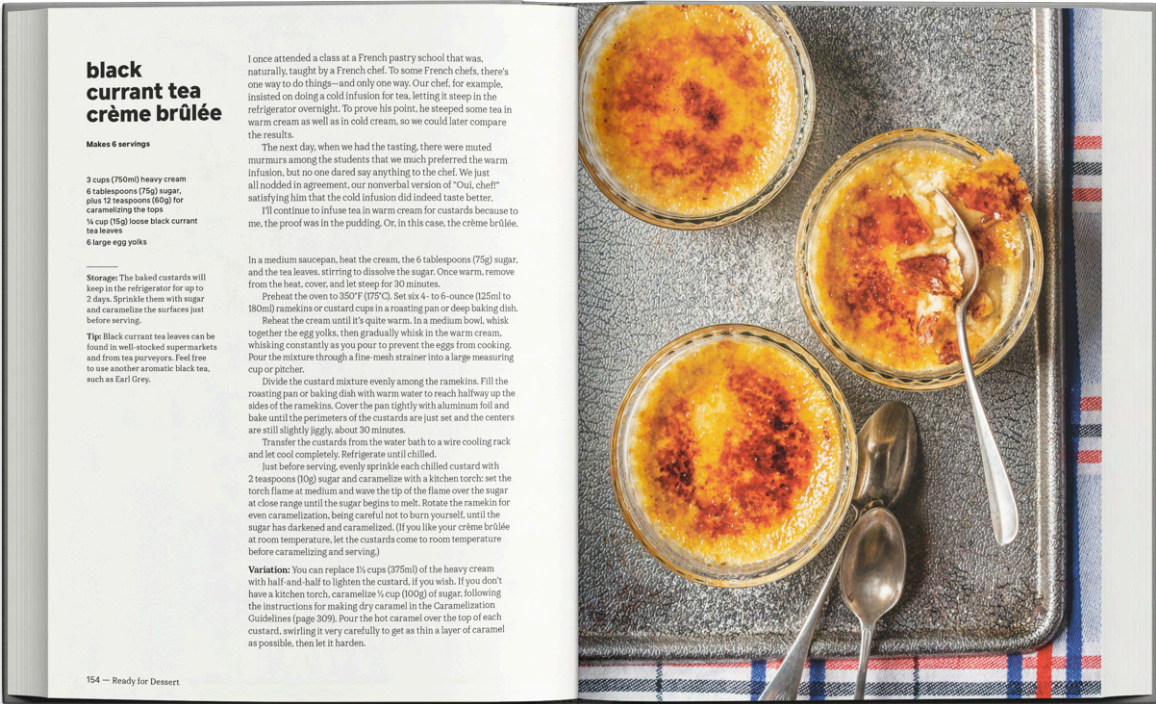 black
currant tea
crème brûlée
Makes 6 servings
3 cups (750ml) heavy cream
6 tablespoons (75g) sugar,
plus 12 teaspoons (60g) for
caramelizing the tops
¼ cup (15g) loose black currant
tea leaves
6 large egg yolks
Storage: The baked custards will
keep in the refrigerator for up to
2 days. Sprinkle them with sugar
and caramelize the surfaces just
before serving.
Tip: Black currant tea leaves can be
found in well-stocked supermarkets
and from tea purveyors. Feel free
to use another aromatic black tea,
such as Earl Grey.
I once attended a class at a French pastry school that was,
naturally, taught by a French chef. To some French chefs, there's
one way to do things—and only one way. Our chef, for example,
insisted on doing a cold infusion for tea, letting it steep in the
refrigerator overnight. To prove his point, he steeped some tea in
warm cream as well as in cold cream, so we could later compare
the results.
The next day, when we had the tasting, there were muted
murmurs among the students that we much preferred the warm
infusion, but no one dared say anything to the chef. We just
all nodded in agreement, our nonverbal version of "Oui, chef!"
satisfying him that the cold infusion did indeed taste better.
I'll continue to infuse tea in warm cream for custards because to
me, the proof was in the pudding. Or, in this case, the crème brûlée.
In a medium saucepan, heat the cream, the 6 tablespoons (75g) sugar,
and the tea leaves, stirring to dissolve the sugar. Once warm, remove
from the heat, cover, and let steep for 30 minutes.
Preheat the oven to 350°F (175°C). Set six 4- to 6-ounce (125ml to
180ml) ramekins or custard cups in a roasting pan or deep baking dish.
Reheat the cream until it's quite warm. In a medium bowl, whisk
together the egg yolks, then gradually whisk in the warm cream,
whisking constantly as you pour to prevent the eggs from cooking.
Pour the mixture through a fine-mesh strainer into a large measuring
cup or pitcher.
Divide the custard mixture evenly among the ramekins. Fill the
roasting pan or baking dish with warm water to reach halfway up the
sides of the ramekins. Cover the pan tightly with aluminum foil and
bake until the perimeters of the custards are just set and the centers
are still slightly jiggly, about 30 minutes.
Transfer the custards from the water bath to a wire cooling rack
and let cool completely. Refrigerate until chilled.
Just before serving, evenly sprinkle each chilled custard with
2 teaspoons (10g) sugar and caramelize with a kitchen torch: set the
torch flame at medium and wave the tip of the flame over the sugar
at close range until the sugar begins to melt. Rotate the ramekin for
even caramelization, being careful not to burn yourself, until the
sugar has darkened and caramelized. (If you like your crème brûlée
at room temperature, let the custards come to room temperature
before caramelizing and serving.)
Variation: You can replace 1½ cups (375ml) of the heavy cream
with half-and-half to lighten the custard, if you wish. If you don't
have a kitchen torch, caramelize ½ cup (100g) of sugar, following
the instructions for making dry caramel in the Caramelization
Guidelines (page 309). Pour the hot caramel over the top of each
custard, swirling it very carefully to get as thin a layer of caramel
as possible, then let it harden.
154 — Ready for Dessert